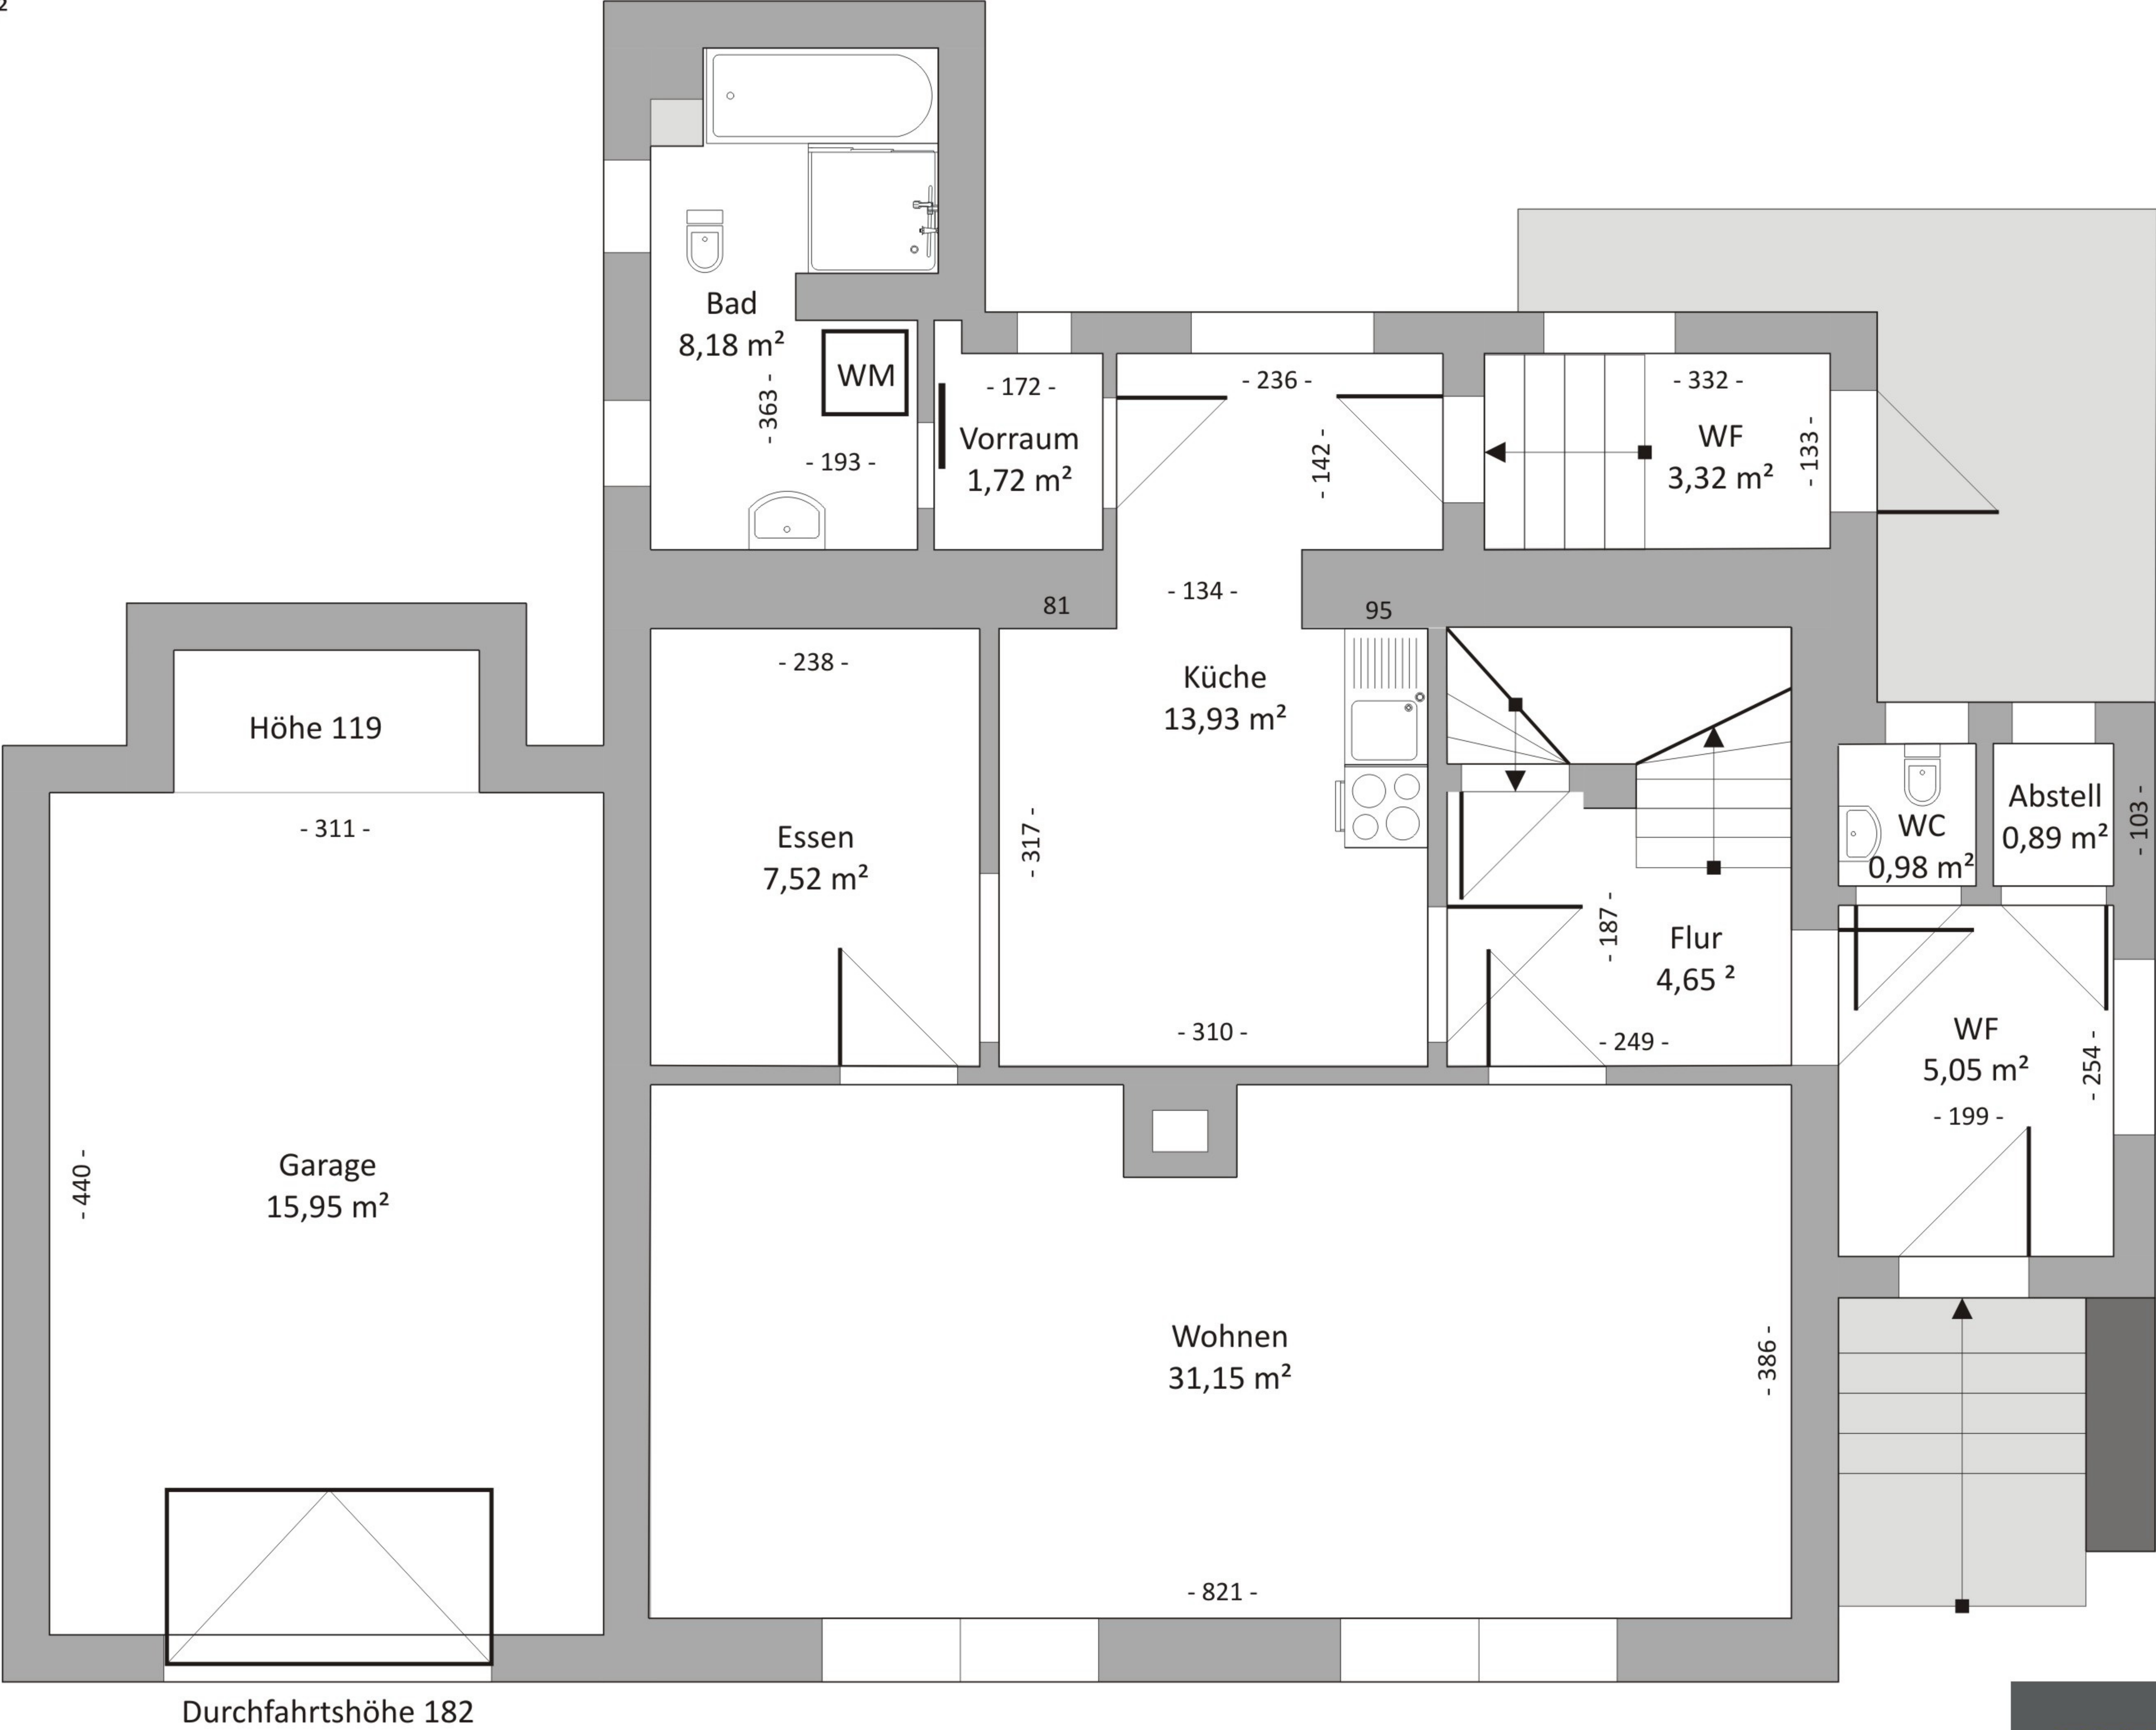 ²
Bad
8,18 m²
WM
- 363 -
- 193 -
- 172 -
Vorraum
1,72 m²
- 236 -
- 142 -
- 332 -
WF
3,32 m²
- 133 -
- 134 -
81
95
- 238 -
Küche
13,93 m²
Höhe 119
- 311 -
Essen
7,52 m²
- 317 -
- 310 -
- 187 -
Flur
4,65 ²
- 249 -
WC
0,98 m²
Abstell
0,89 m²
- 103 -
WF
5,05 m²
- 199 -
- 254 -
- 440 -
Garage
15,95 m²
Wohnen
31,15 m²
- 386 -
- 821 -
Durchfahrtshöhe 182